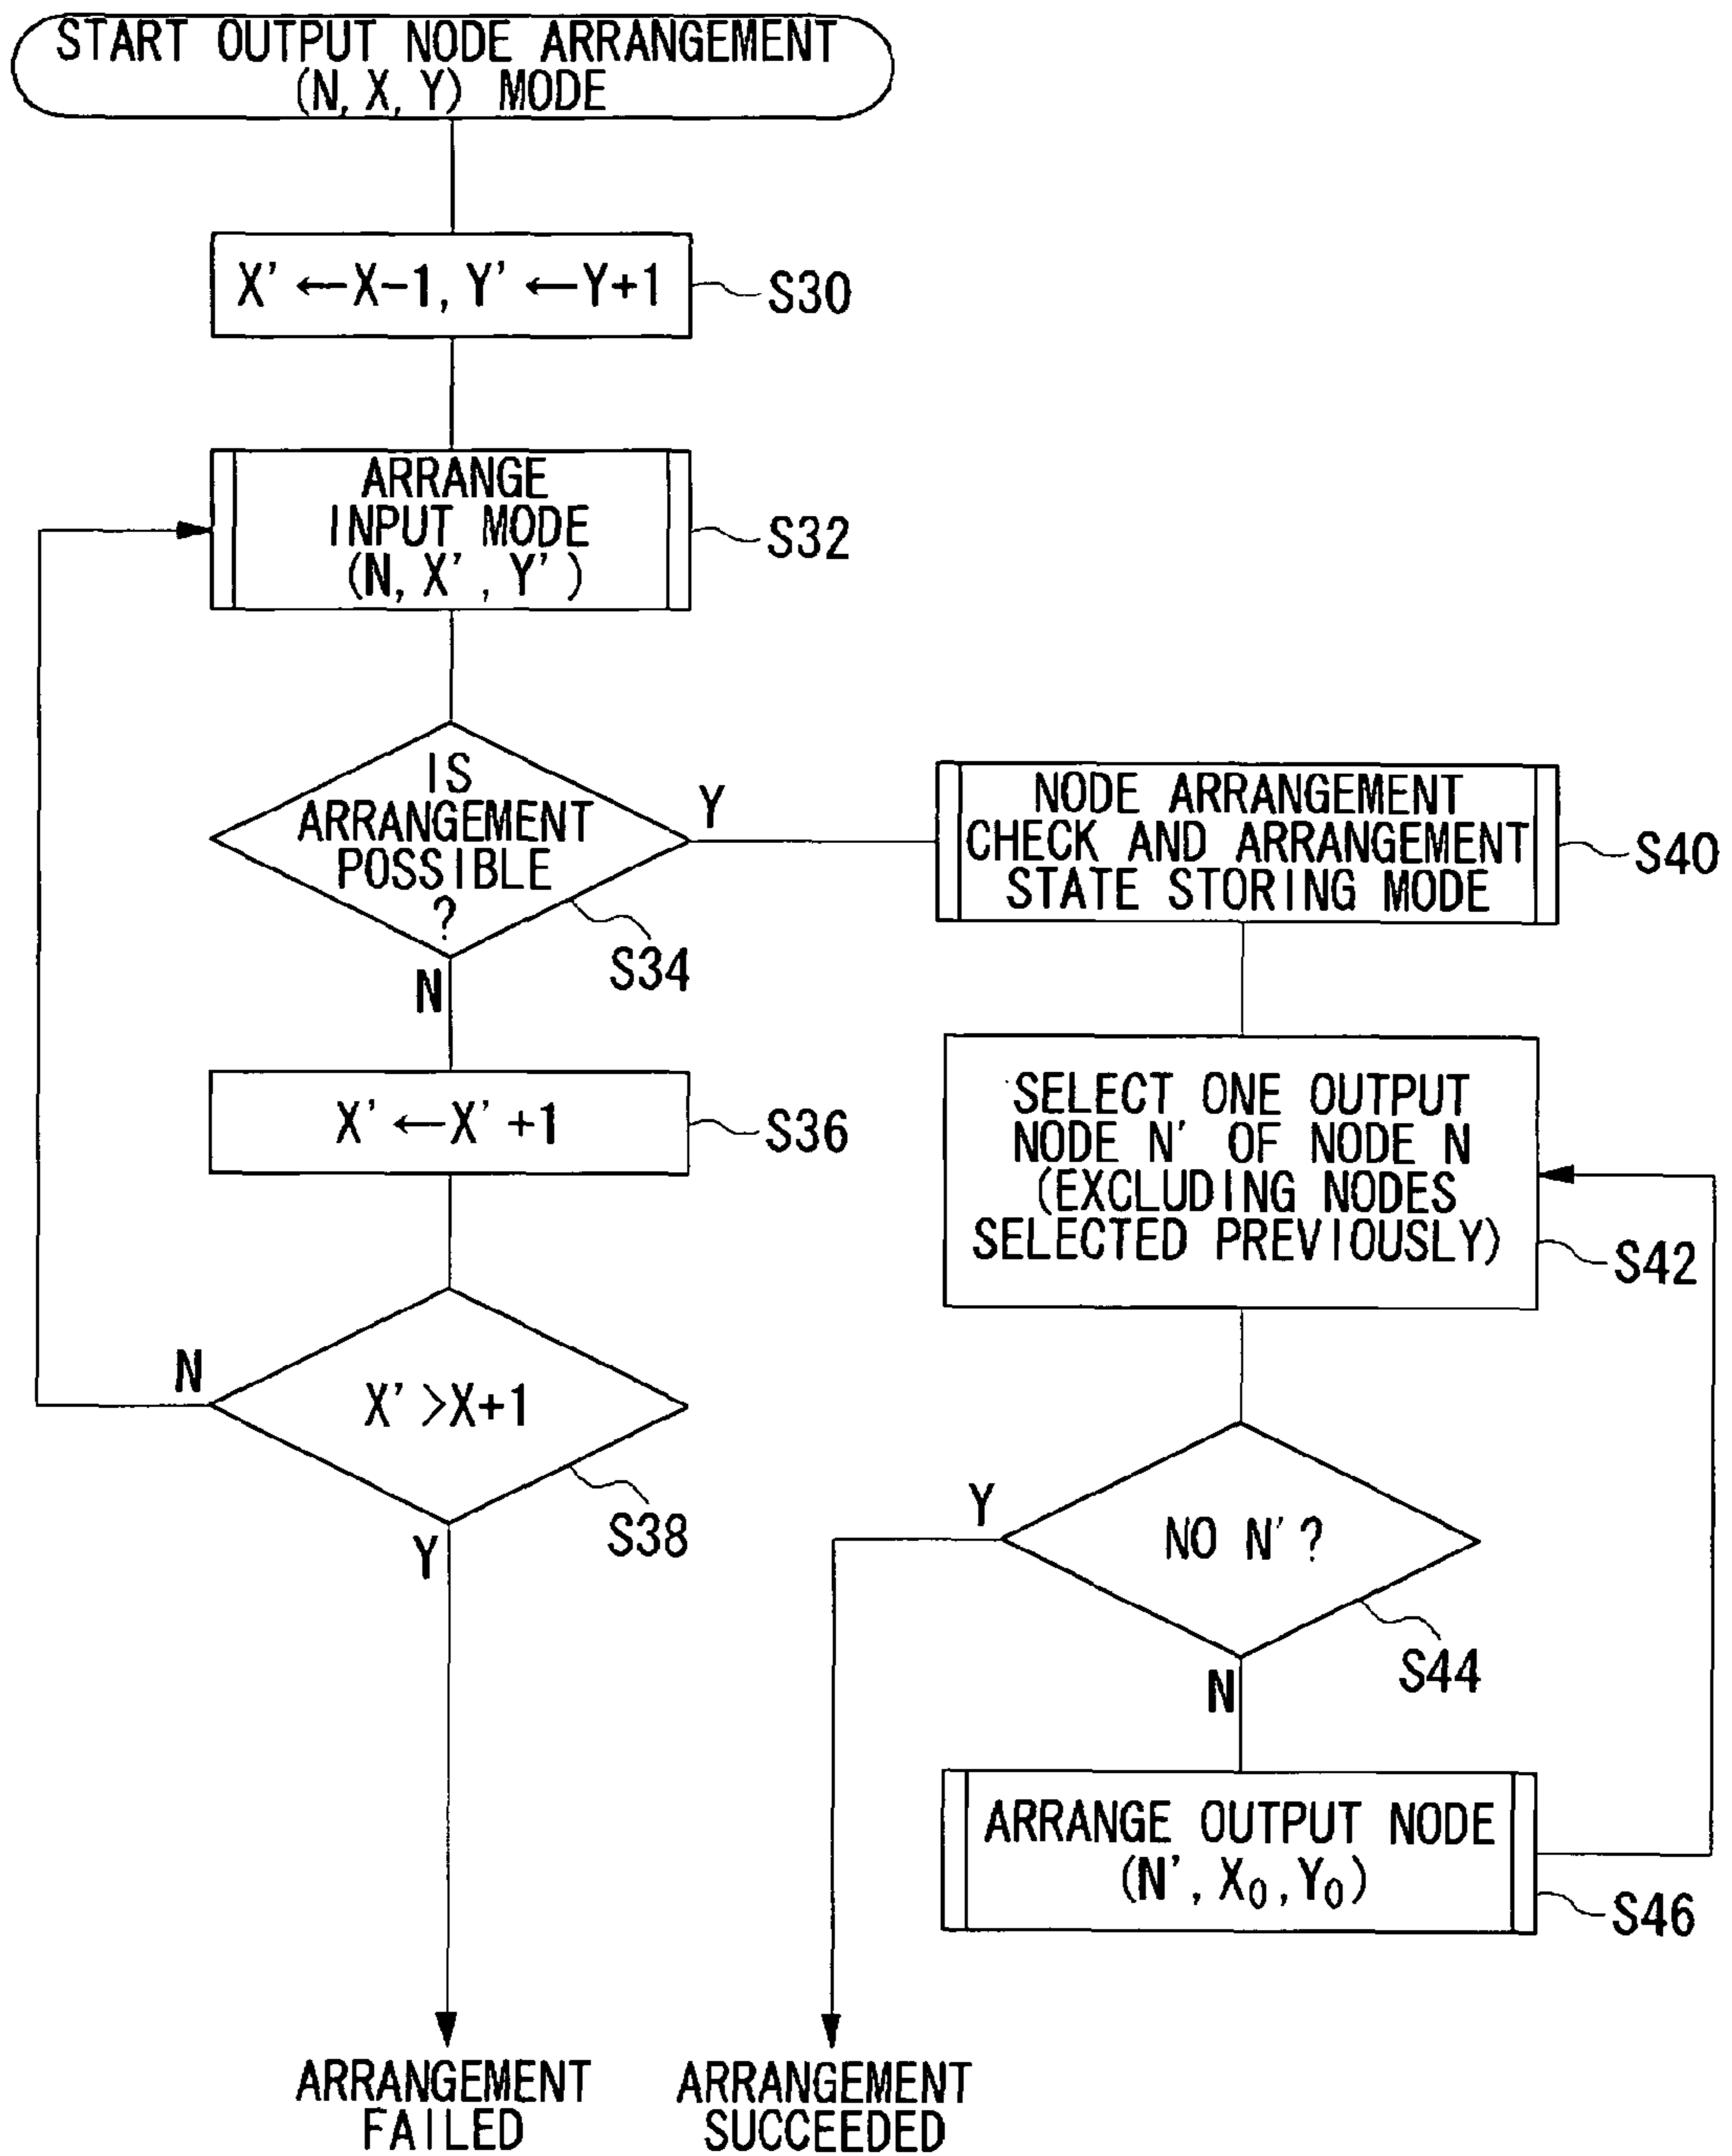 START OUTPUT NODE ARRANGEMENT
(N, X, Y) MODE
X' ←X−1, Y' ←Y+1
S30
ARRANGE
INPUT MODE
(N, X', Y')
S32
IS
ARRANGEMENT
POSSIBLE
?
Y
S34
N
X' ←X' +1
S36
X' >X+1
N
S38
Y
ARRANGEMENT
FAILED
NODE ARRANGEMENT
CHECK AND ARRANGEMENT
STATE STORING MODE
S40
SELECT ONE OUTPUT
NODE N' OF NODE N
(EXCLUDING NODES
SELECTED PREVIOUSLY)
S42
NO N'?
Y
S44
N
ARRANGE OUTPUT NODE
(N', X₀, Y₀)
S46
ARRANGEMENT
SUCCEEDED